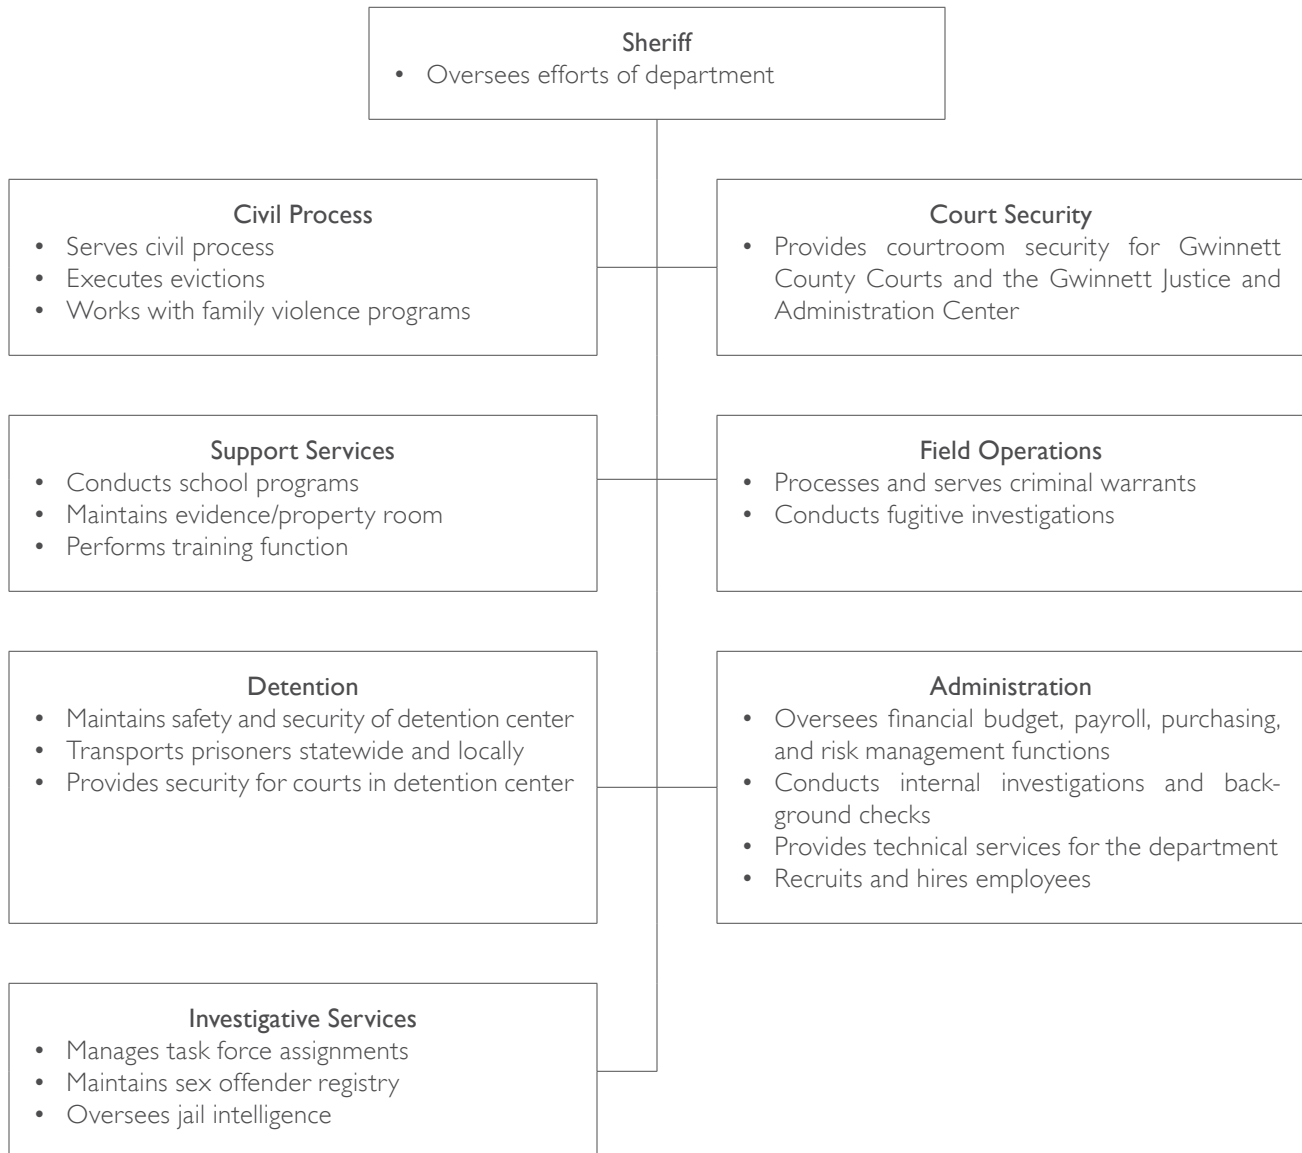 Sheriff
• Oversees efforts of department
Civil Process
• Serves civil process
• Executes evictions
• Works with family violence programs
Court Security
• Provides courtroom security for Gwinnett
County Courts and the Gwinnett Justice and
Administration Center
Support Services
• Conducts school programs
• Maintains evidence/property room
• Performs training function
Field Operations
• Processes and serves criminal warrants
• Conducts fugitive investigations
Detention
• Maintains safety and security of detention center
• Transports prisoners statewide and locally
• Provides security for courts in detention center
Administration
• Oversees financial budget, payroll, purchasing,
and risk management functions
• Conducts internal investigations and back-
ground checks
• Provides technical services for the department
• Recruits and hires employees
Investigative Services
• Manages task force assignments
• Maintains sex offender registry
• Oversees jail intelligence